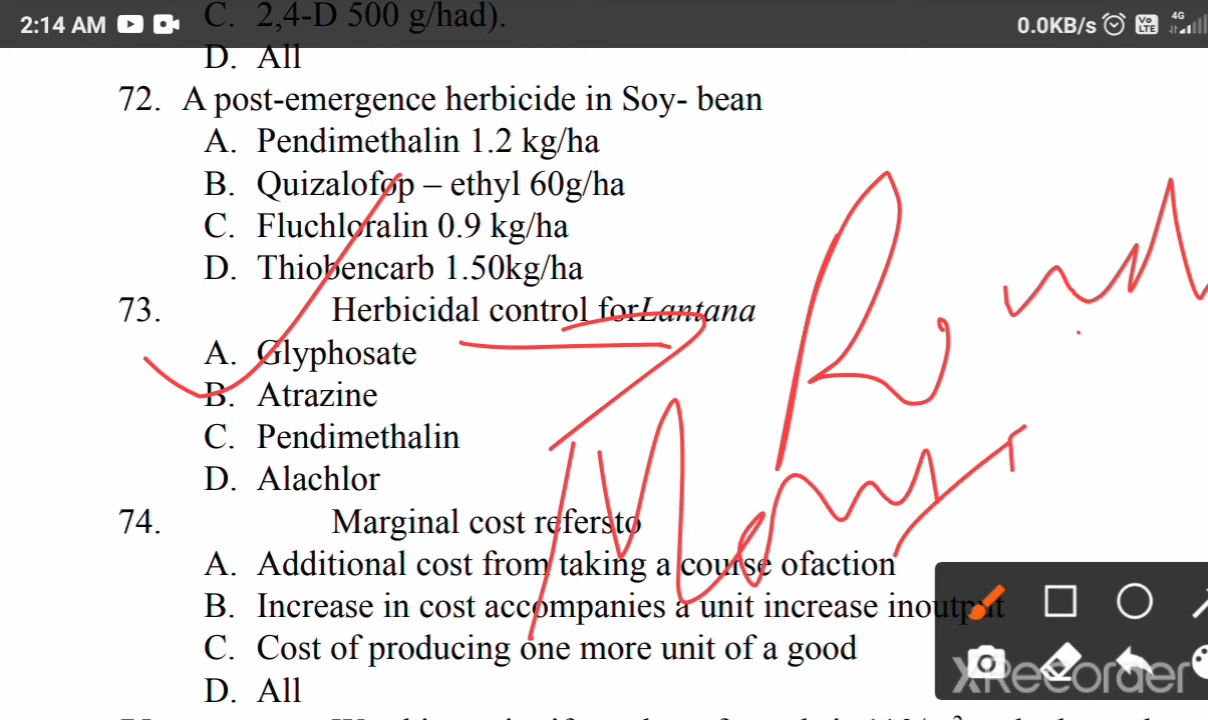 2:14 AM
0.0KB/s Vo LTE 4G
C. 2,4-D 500 g/had).
D. All
72. A post-emergence herbicide in Soy- bean
A. Pendimethalin 1.2 kg/ha
B. Quizalofop – ethyl 60g/ha
C. Fluchloralin 0.9 kg/ha
D. Thiobencarb 1.50kg/ha
73. Herbicidal control forLantana
A. Glyphosate
B. Atrazine
C. Pendimethalin
D. Alachlor
74. Marginal cost refersto
A. Additional cost from taking a course ofaction
B. Increase in cost accompanies a unit increase inoutput
C. Cost of producing one more unit of a good
D. All
XRecorder